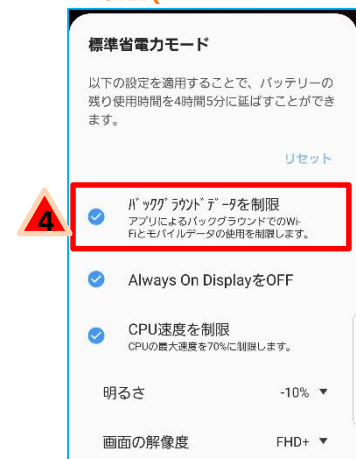 標準省電力モード
以下の設定を適用することで、バッテリーの
残り使用時間を4時間5分に延ばすことができ
ます。
リセット
ﾊﾞｯｸｸﾞﾗｳﾝﾄﾞﾃﾞｰﾀを制限
アプリによるバックグラウンドでのWi-
Fiとモバイルデータの使用を制限します。
4
Always On DisplayをOFF
CPU速度を制限
CPUの最大速度を70%に制限します。
明るさ -10% ▼
画面の解像度 FHD+ ▼